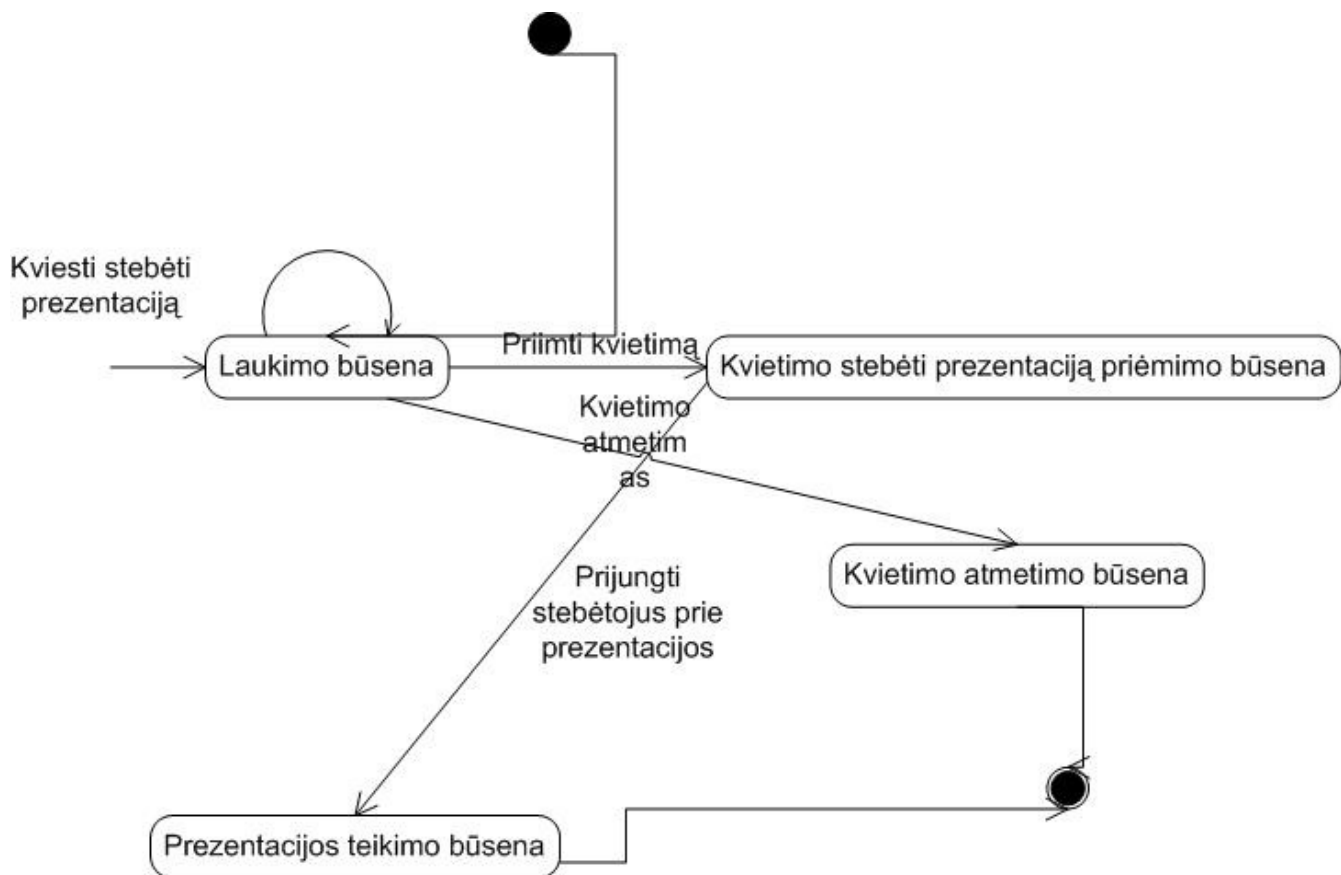 Kviesti stebėti
prezentaciją
Laukimo būsena
Priimti kvietimą
Kvietimo stebėti prezentaciją priėmimo būsena
Kvietimo
atmetim
as
Kvietimo atmetimo būsena
Prijungti
stebėtojus prie
prezentacijos
Prezentacijos teikimo būsena